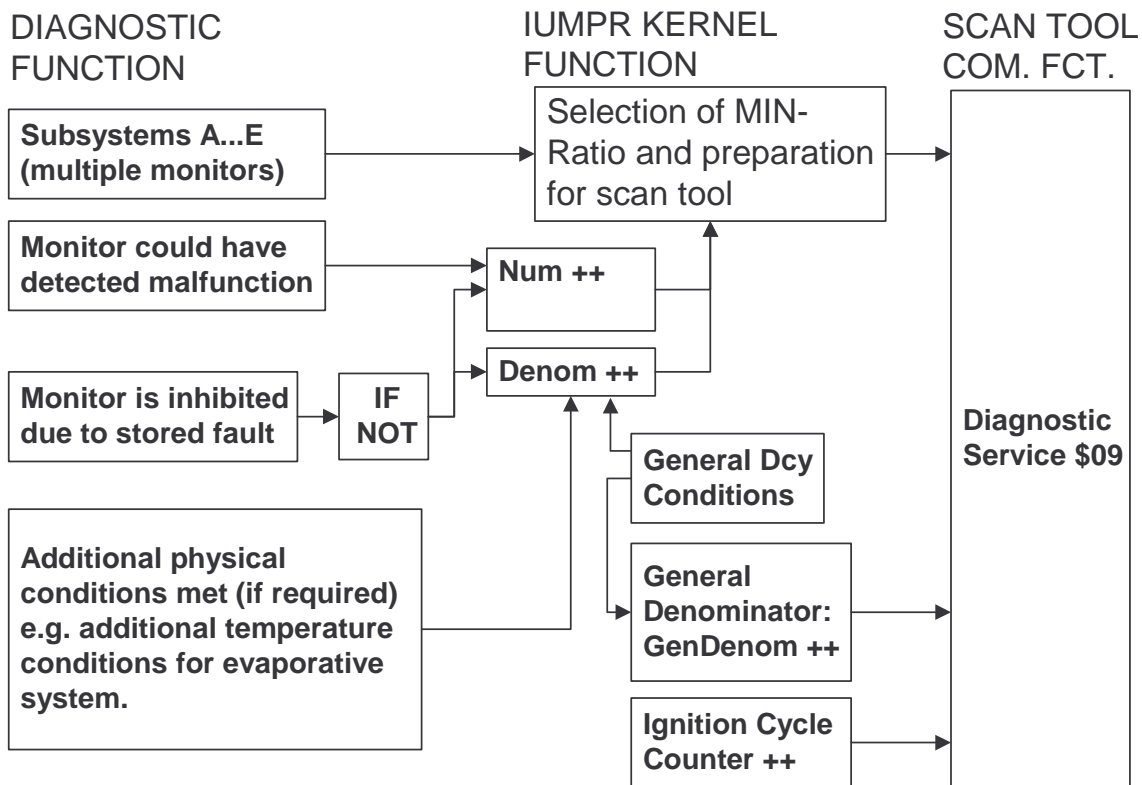 DIAGNOSTIC
FUNCTION
IUMPR KERNEL
FUNCTION
SCAN TOOL
COM. FCT.
Subsystems A...E
(multiple monitors)
Selection of MIN-
Ratio and preparation
for scan tool
Monitor could have
detected malfunction
Num ++
Denom ++
Monitor is inhibited
due to stored fault
IF
NOT
General Dcy
Conditions
Diagnostic
Service $09
Additional physical
conditions met (if required)
e.g. additional temperature
conditions for evaporative
system.
General
Denominator:
GenDenom ++
Ignition Cycle
Counter ++